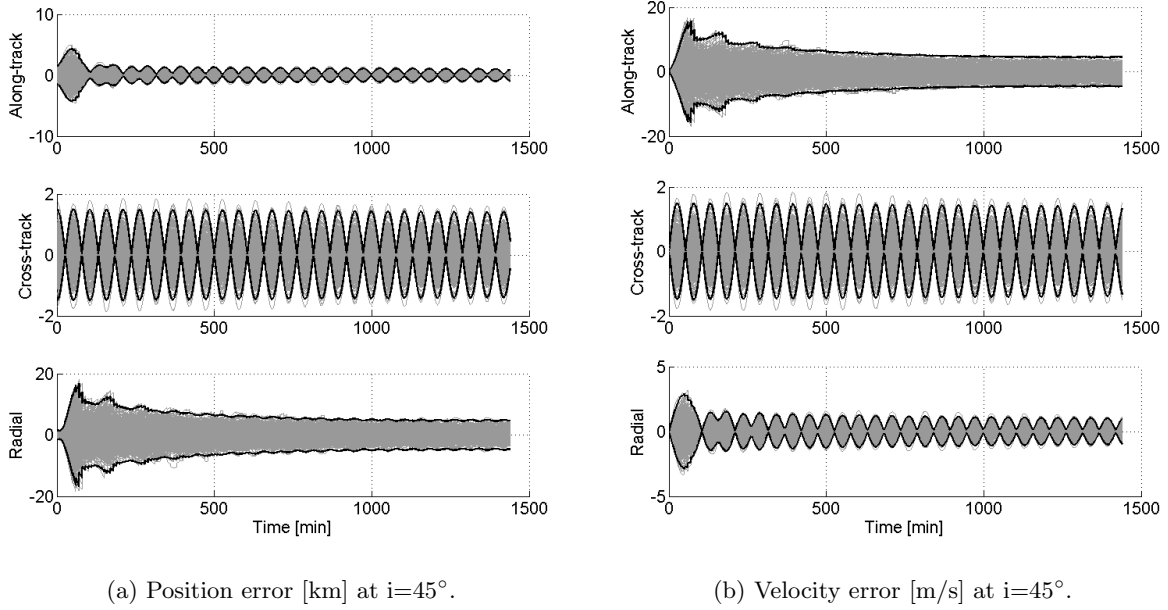 10
0
-10
Along-track
0 500 1000 1500
2
0
-2
Cross-track
0 500 1000 1500
20
0
-20
Radial
0 500 1000 1500
Time [min]
(a) Position error [km] at i=45°.
20
0
-20
Along-track
0 500 1000 1500
2
0
-2
Cross-track
0 500 1000 1500
5
0
-5
Radial
0 500 1000 1500
Time [min]
(b) Velocity error [m/s] at i=45°.